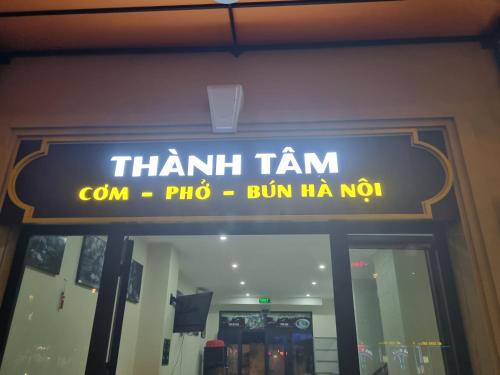 THÀNH TÂM
CƠM - PHỞ - BÚN HÀ NỘI